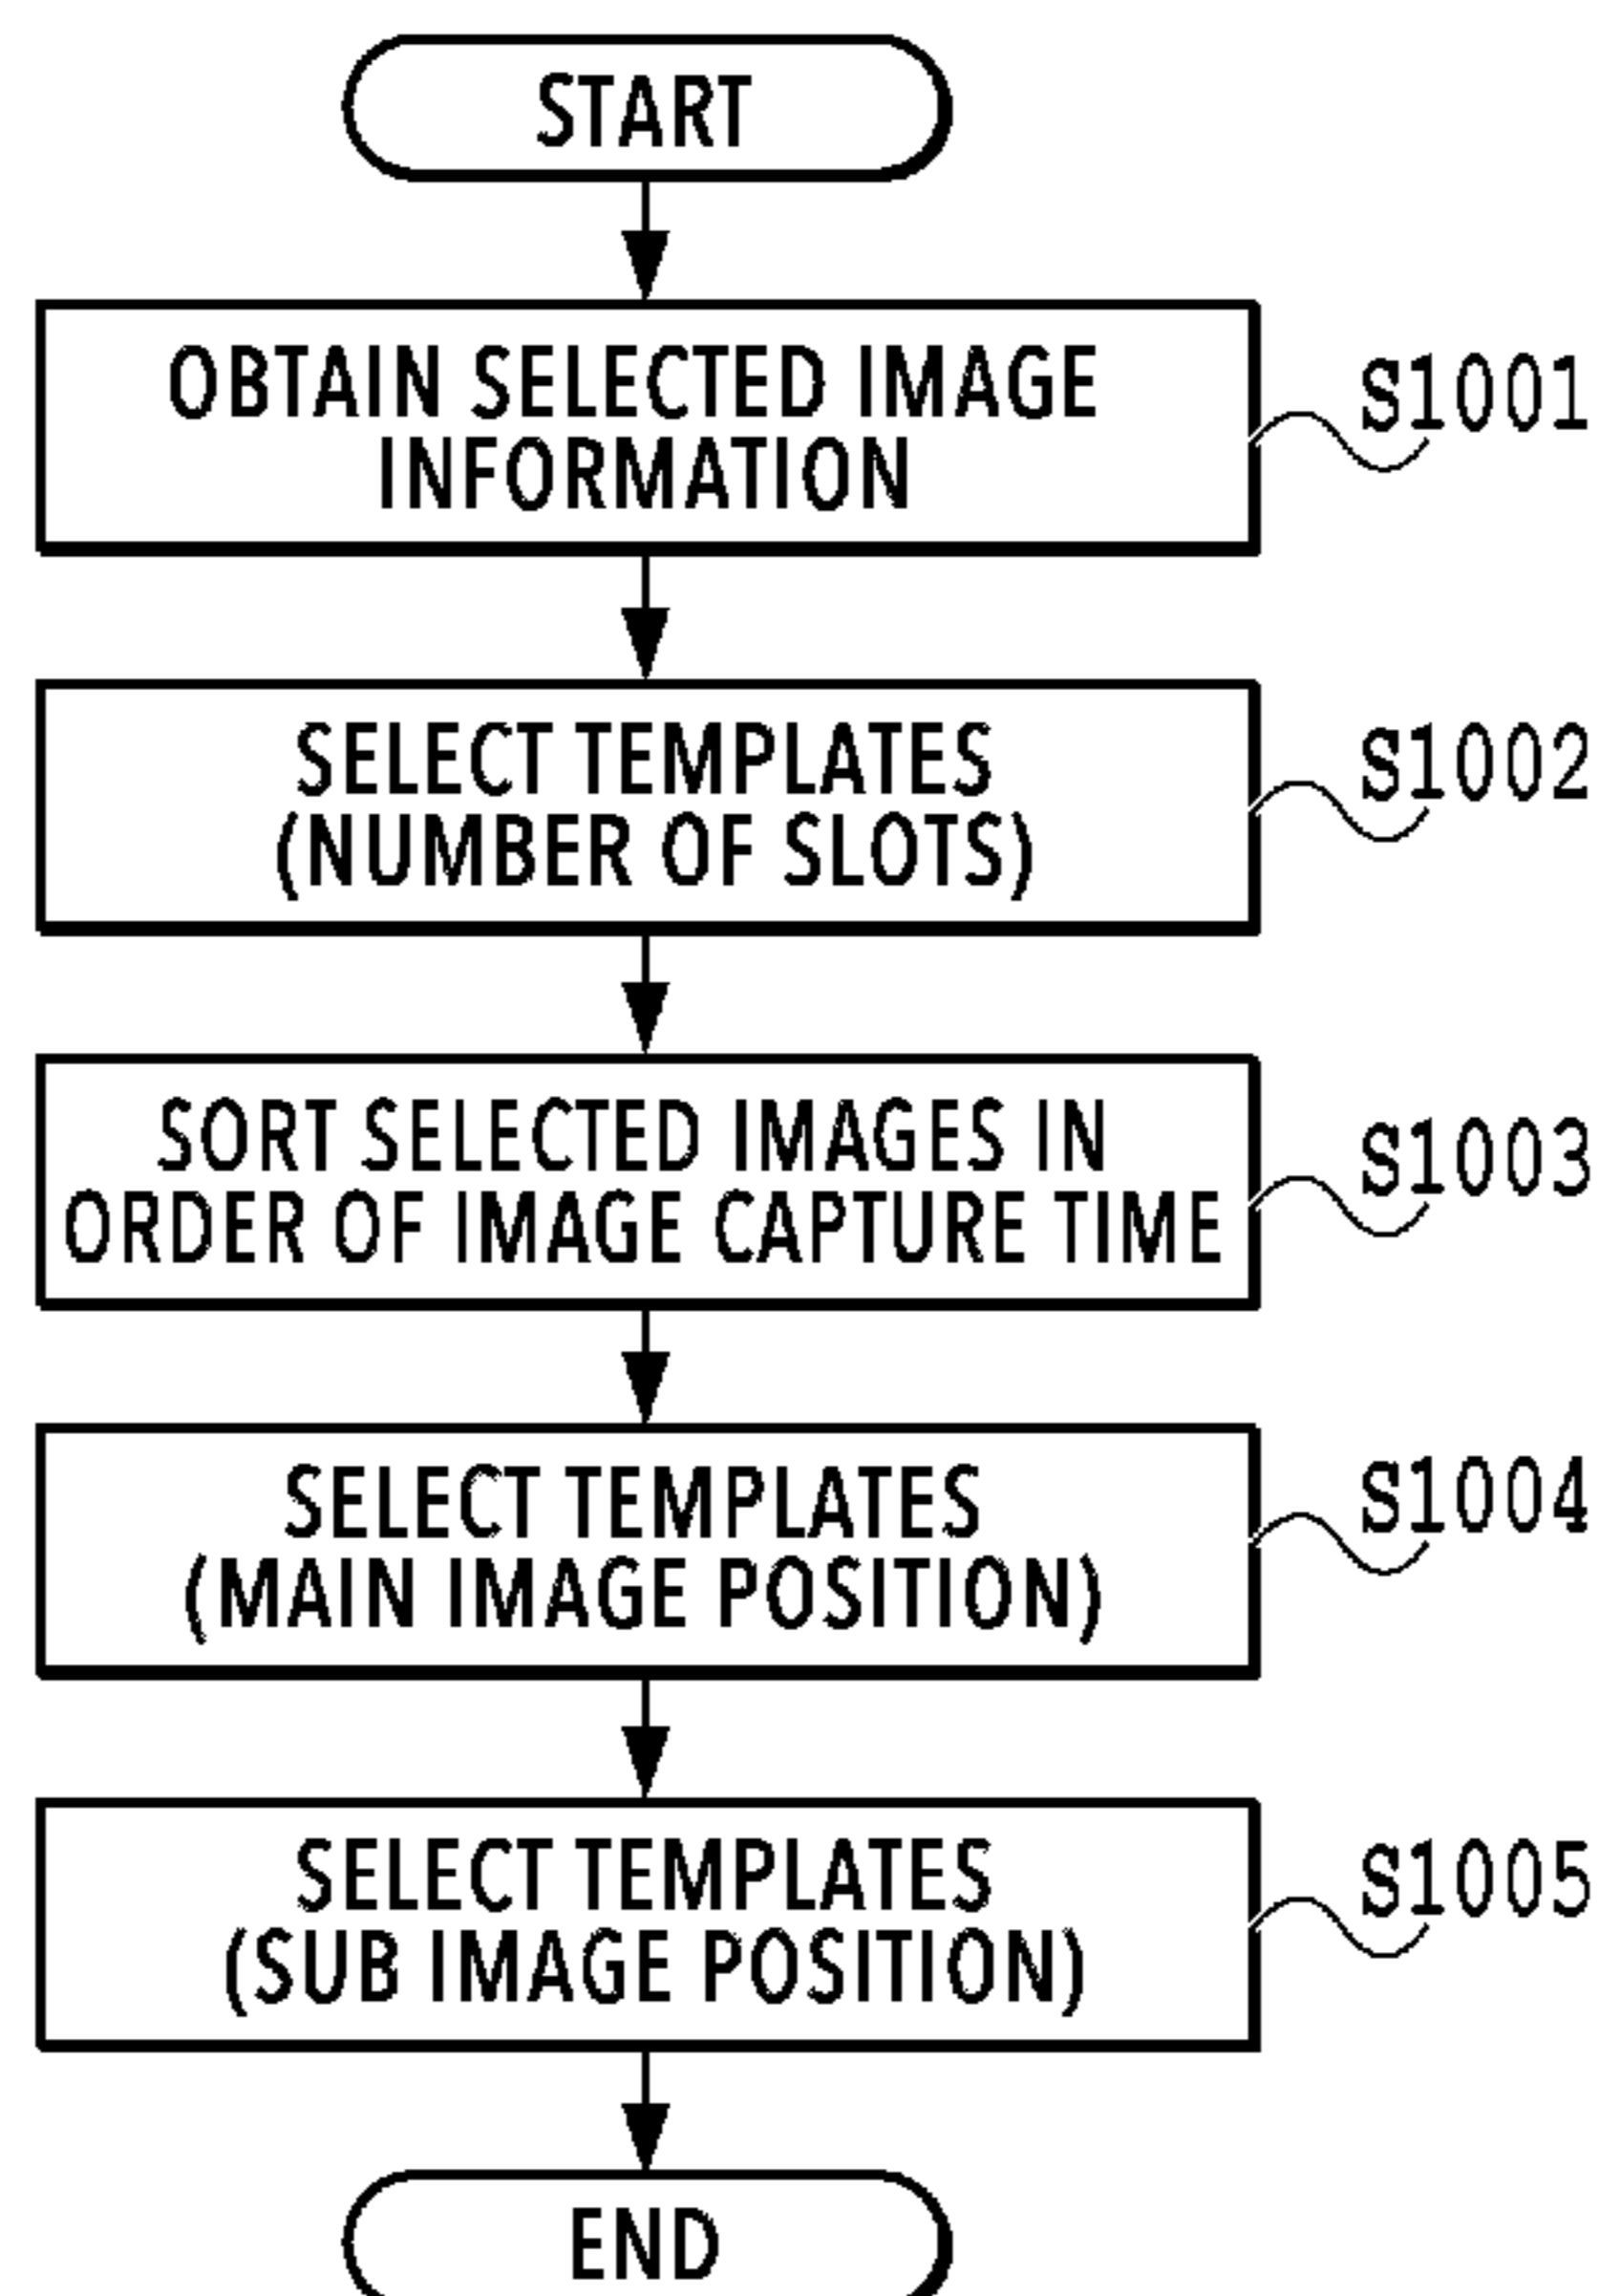 START
OBTAIN SELECTED IMAGE
INFORMATION
S1001
SELECT TEMPLATES
(NUMBER OF SLOTS)
S1002
SORT SELECTED IMAGES IN
ORDER OF IMAGE CAPTURE TIME
S1003
SELECT TEMPLATES
(MAIN IMAGE POSITION)
S1004
SELECT TEMPLATES
(SUB IMAGE POSITION)
S1005
END